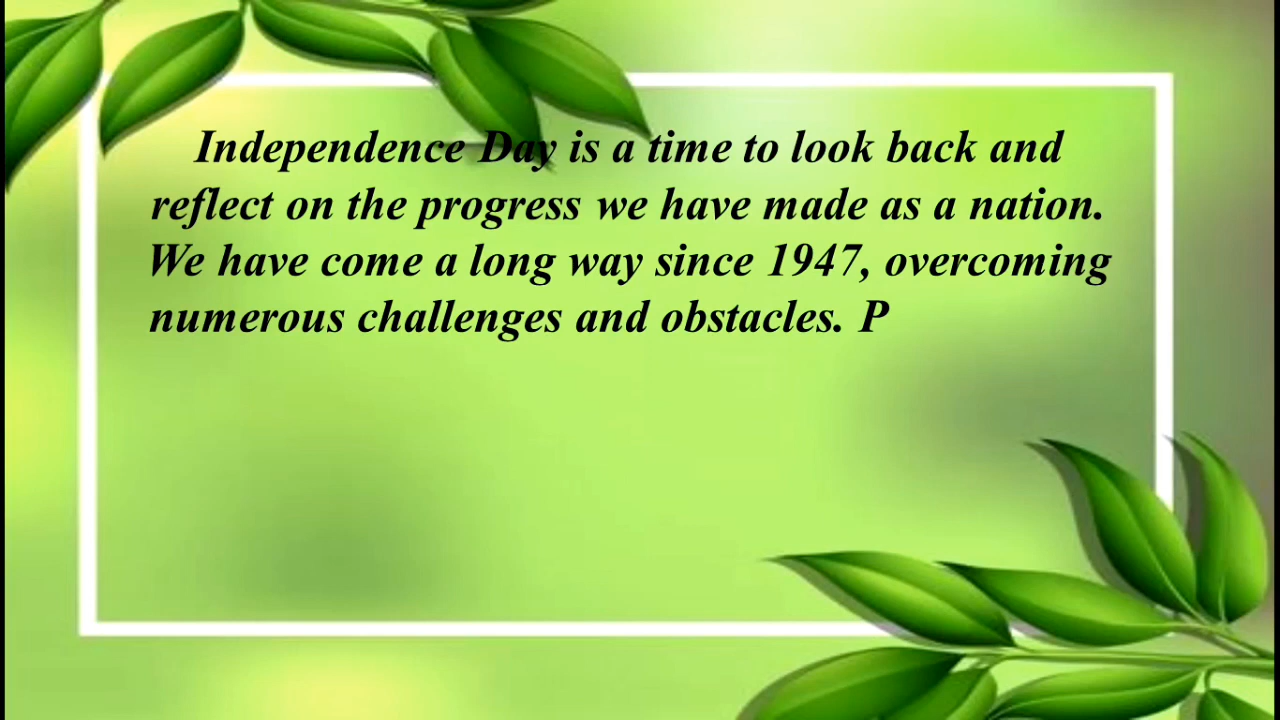 Independence Day is a time to look back and
reflect on the progress we have made as a nation.
We have come a long way since 1947, overcoming
numerous challenges and obstacles. P